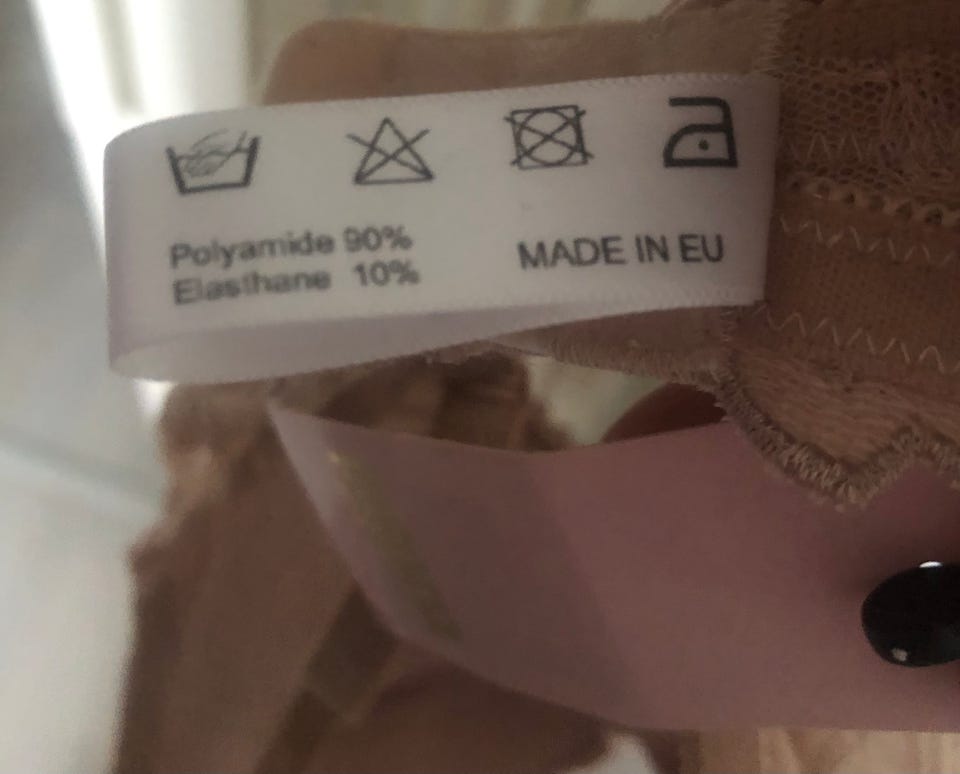 Polyamide 90%
Elasthane 10%
MADE IN EU